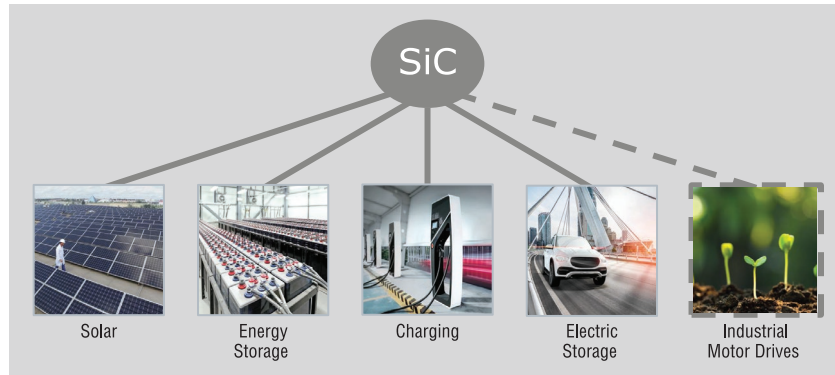 SiC
Solar
Energy
Storage
Charging
Electric
Storage
Industrial
Motor Drives